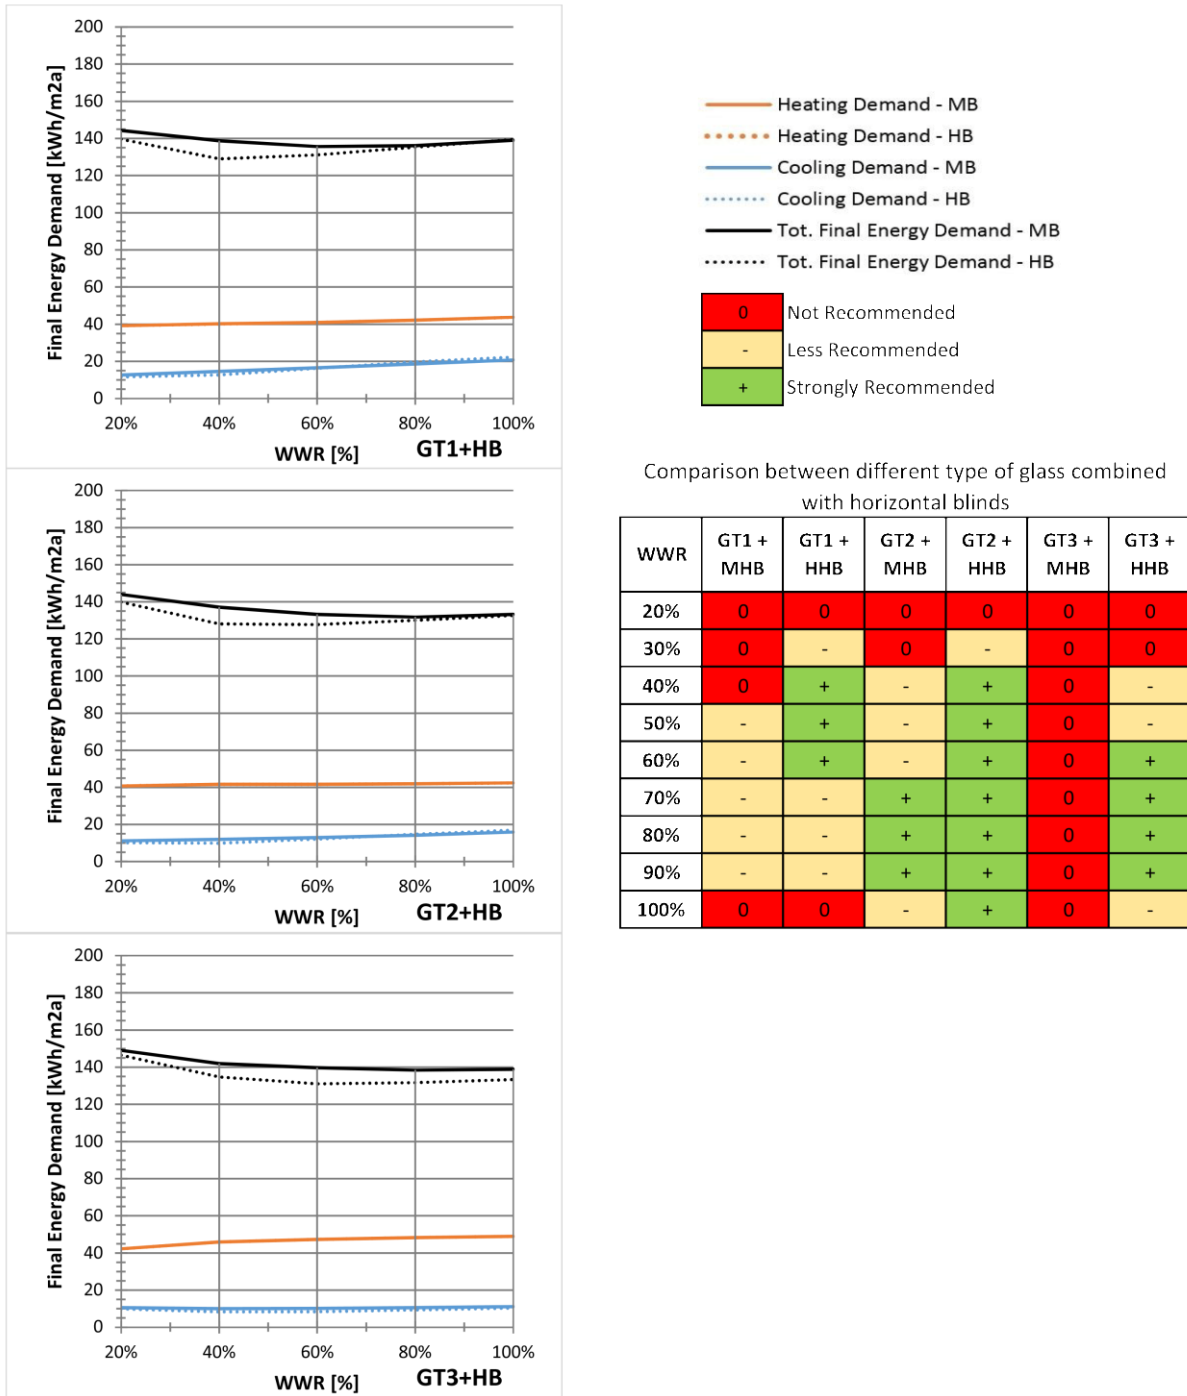 200
180
160
140
120
100
80
60
40
20
0
Final Energy Demand [kWh/m2a]
20% 40% 60% 80% 100%
WWR [%] GT1+HB
200
180
160
140
120
100
80
60
40
20
0
Final Energy Demand [kWh/m2a]
20% 40% 60% 80% 100%
WWR [%] GT2+HB
200
180
160
140
120
100
80
60
40
20
0
Final Energy Demand [kWh/m2a]
20% 40% 60% 80% 100%
WWR [%] GT3+HB
Heating Demand - MB
Heating Demand - HB
Cooling Demand - MB
Cooling Demand - HB
Tot. Final Energy Demand - MB
Tot. Final Energy Demand - HB
0 Not Recommended
- Less Recommended
+ Strongly Recommended
Comparison between different type of glass combined
with horizontal blinds
WWR GT1 + MHB GT1 + HHB GT2 + MHB GT2 + HHB GT3 + MHB GT3 + HHB
20% 0 0 0 0 0 0
30% 0 - 0 - 0 0
40% 0 + - + 0 -
50% - + - + 0 -
60% - + - + 0 +
70% - - + + 0 +
80% - - + + 0 +
90% - - + + 0 +
100% 0 0 - + 0 -